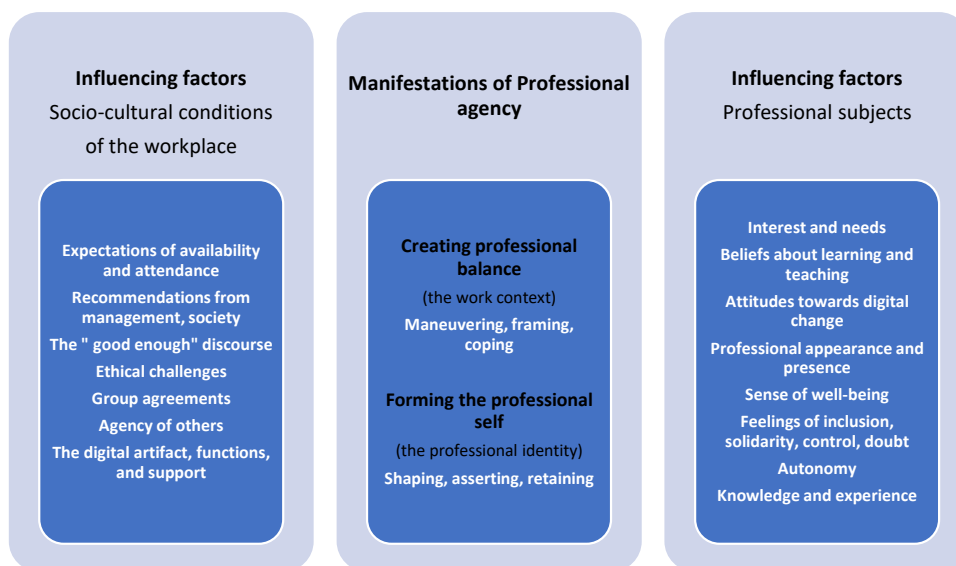 Influencing factors
Socio-cultural conditions
of the workplace
Expectations of availability
and attendance
Recommendations from
management, society
The " good enough" discourse
Ethical challenges
Group agreements
Agency of others
The digital artifact, functions,
and support
Manifestations of Professional
agency
Creating professional
balance
(the work context)
Maneuvering, framing,
coping
Forming the professional
self
(the professional identity)
Shaping, asserting, retaining
Influencing factors
Professional subjects
Interest and needs
Beliefs about learning and
teaching
Attitudes towards digital
change
Professional appearance and
presence
Sense of well-being
Feelings of inclusion,
solidarity, control, doubt
Autonomy
Knowledge and experience